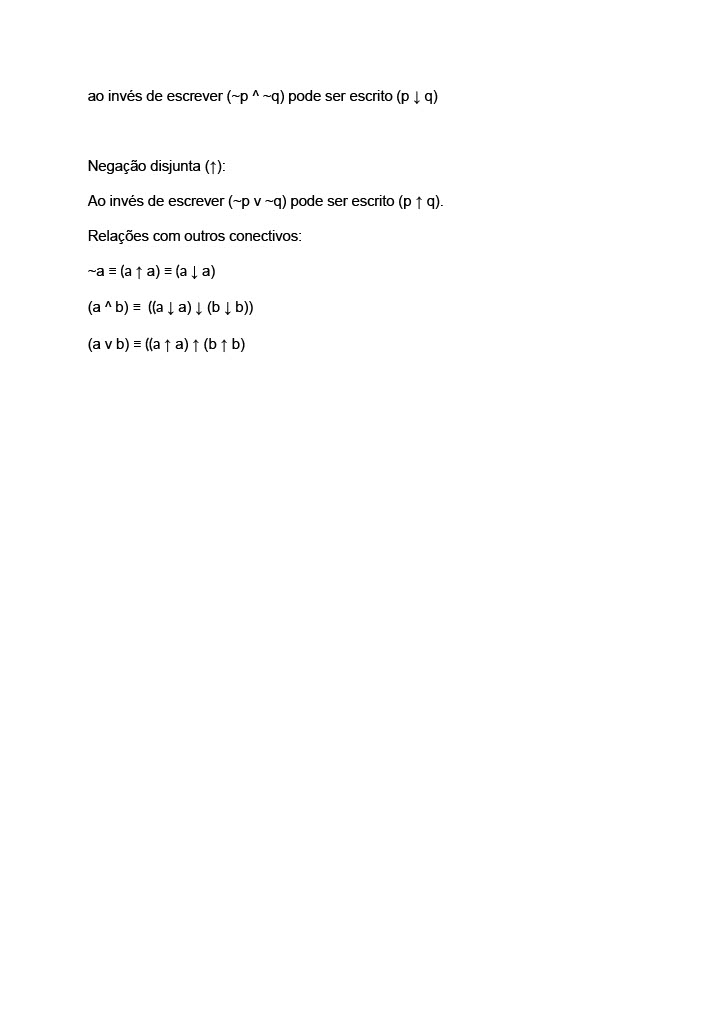 ao invés de escrever (~p ^ ~q) pode ser escrito (p ↓ q)
Negação disjunta (↑):
Ao invés de escrever (~p v ~q) pode ser escrito (p ↑ q).
Relações com outros conectivos:
~a ≡ (a ↑ a) ≡ (a ↓ a)
(a ^ b) ≡  ((a ↓ a) ↓ (b ↓ b))
(a v b) ≡ ((a ↑ a) ↑ (b ↑ b)